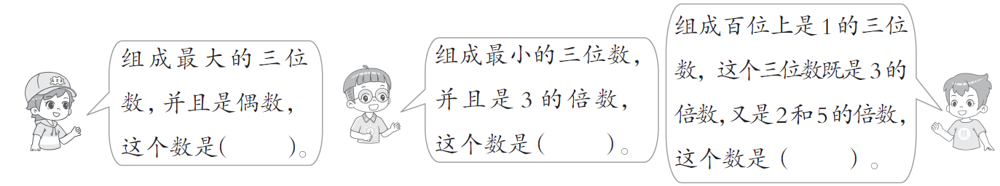 组成最大的三位
数，并且是偶数，
这个数是(　　)。
组成最小的三位数，
并且是 3 的倍数，
这个数是(　　)。
组成百位上是1的三位
数，这个三位数既是3的
倍数，又是2和5的倍数，
这个数是(　　)。